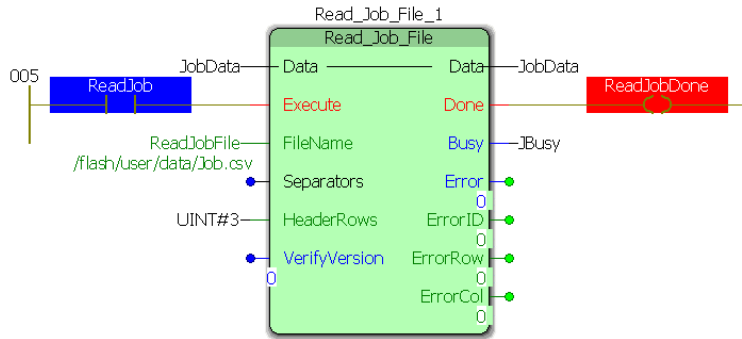 Read_Job_File_1
Read_Job_File
005
JobData Data Data JobData
ReadJob Execute Done ReadJobDone
ReadJobFile FileName Busy JBusy
/flash/user/data/Job.csv
Separators Error
0
UINT#3 HeaderRows ErrorID
0
VerifyVersion ErrorRow
0 0
ErrorCol
0